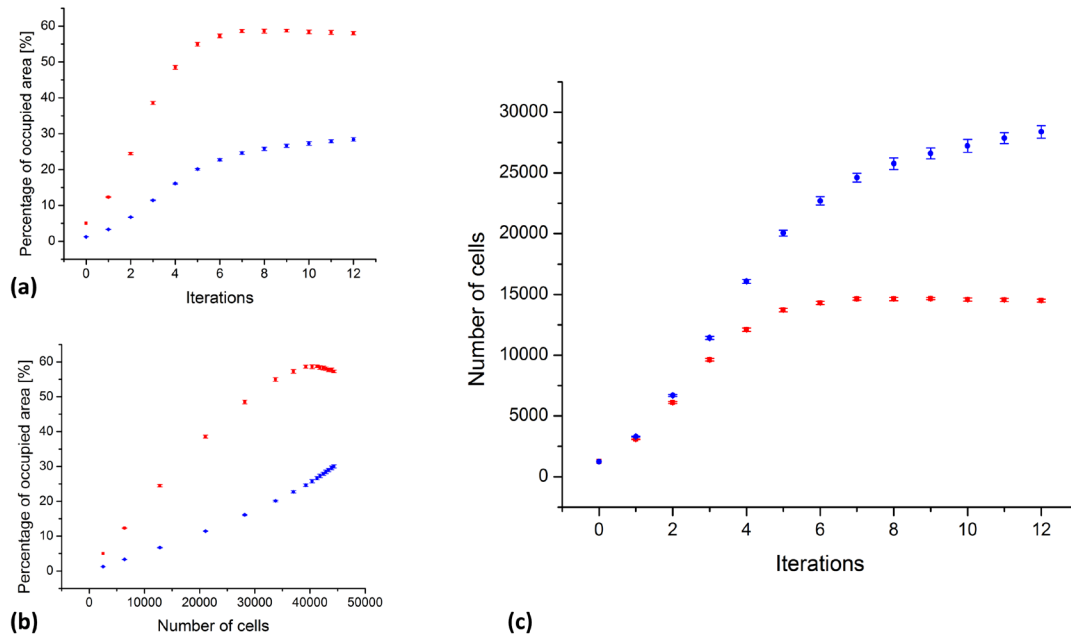 Percentage of occupied area [%]
60
50
40
30
20
10
0
0 2 4 6 8 10 12
Iterations
(a)
Percentage of occupied area [%]
60
50
40
30
20
10
0
0 10000 20000 30000 40000 50000
Number of cells
(b)
Number of cells
30000
25000
20000
15000
10000
5000
0
0 2 4 6 8 10 12
Iterations
(c)